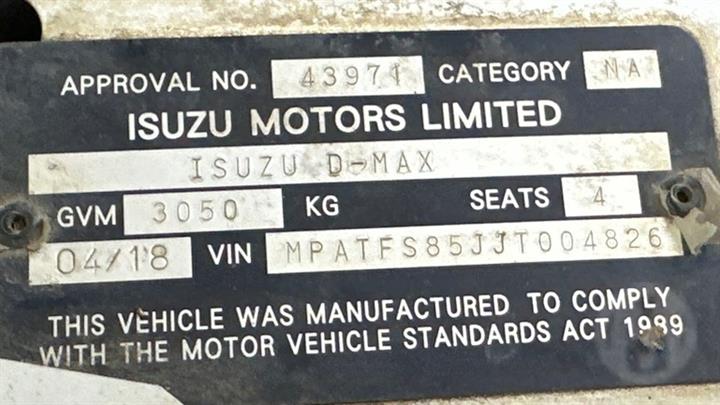 APPROVAL NO. 43971 CATEGORY NA
ISUZU MOTORS LIMITED
ISUZU D-MAX
GVM 3050 KG SEATS 4
04/18 VIN MPATFS85JJT004826
THIS VEHICLE WAS MANUFACTURED TO COMPLY
WITH THE MOTOR VEHICLE STANDARDS ACT 1989